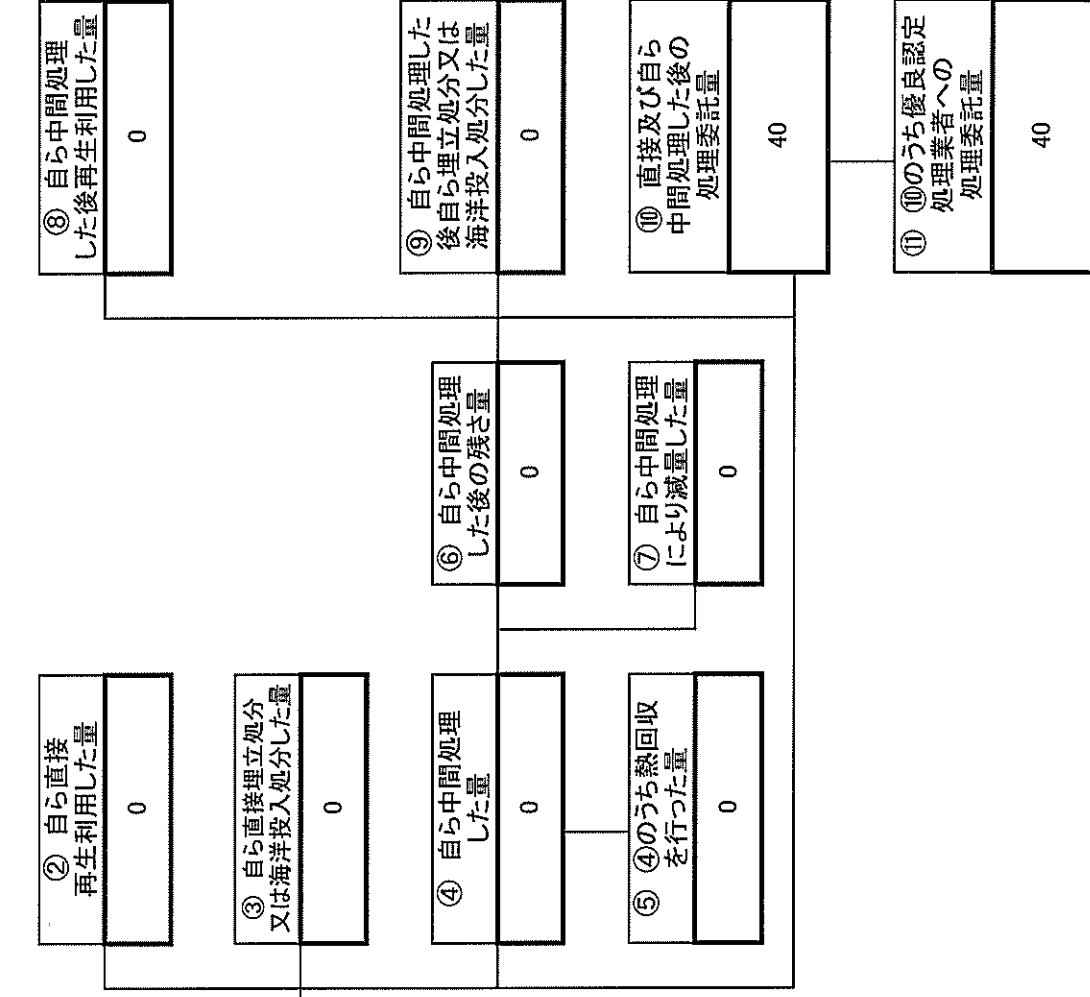 ② 自ら直接
再生利用した量
0
③ 自ら直接埋立処分
又は海洋投入処分した量
0
④ 自ら中間処理
した量
0
⑤ ④のうち熱回収
を行った量
0
⑥ 自ら中間処理
した後の残さ量
0
⑦ 自ら中間処理
により減量した量
0
⑧ 自ら中間処理
した後再生利用した量
0
⑨ 自ら中間処理した
後自ら埋立処分又は
海洋投入処分した量
0
⑩ 直接及び自ら
中間処理した後の
処理委託量
40
⑪ ⑩のうち優良認定
処理業者への
処理委託量
40